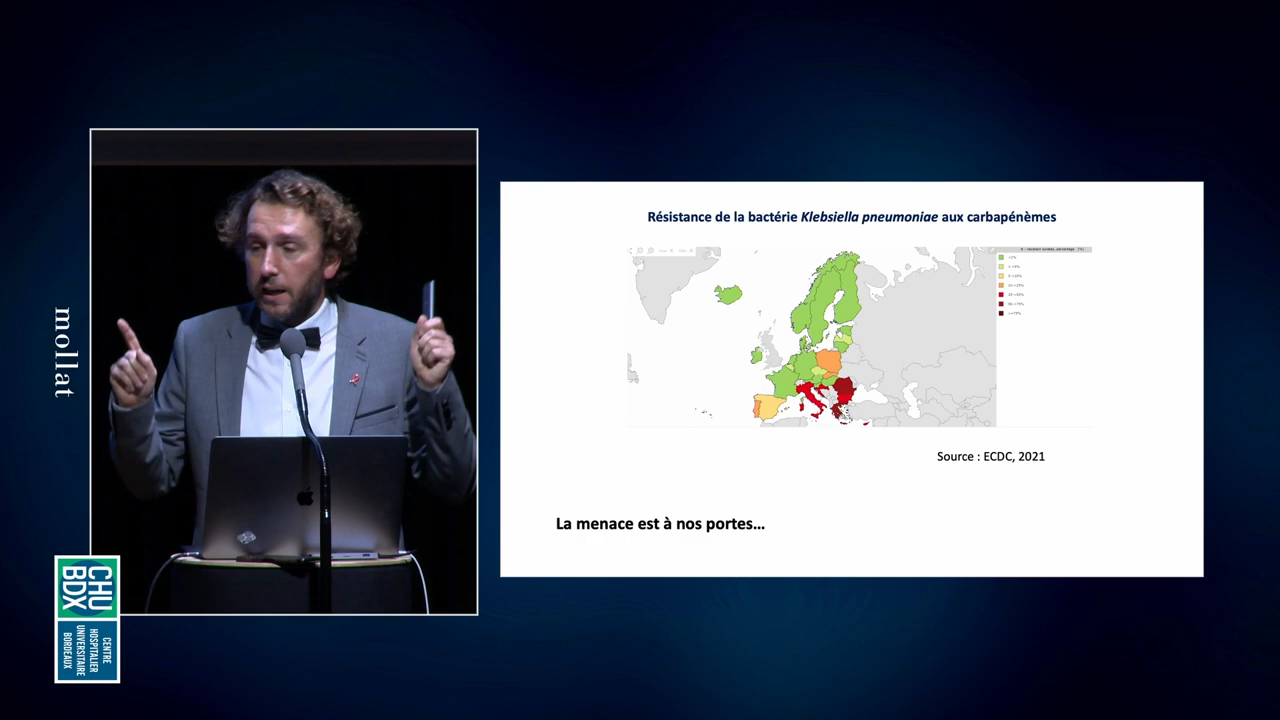 mollat
CHU
BDX
CENTRE
HOSPITALIER
UNIVERSITAIRE
BORDEAUX
Résistance de la bactérie Klebsiella pneumoniae aux carbapénèmes
Source : ECDC, 2021
La menace est à nos portes...